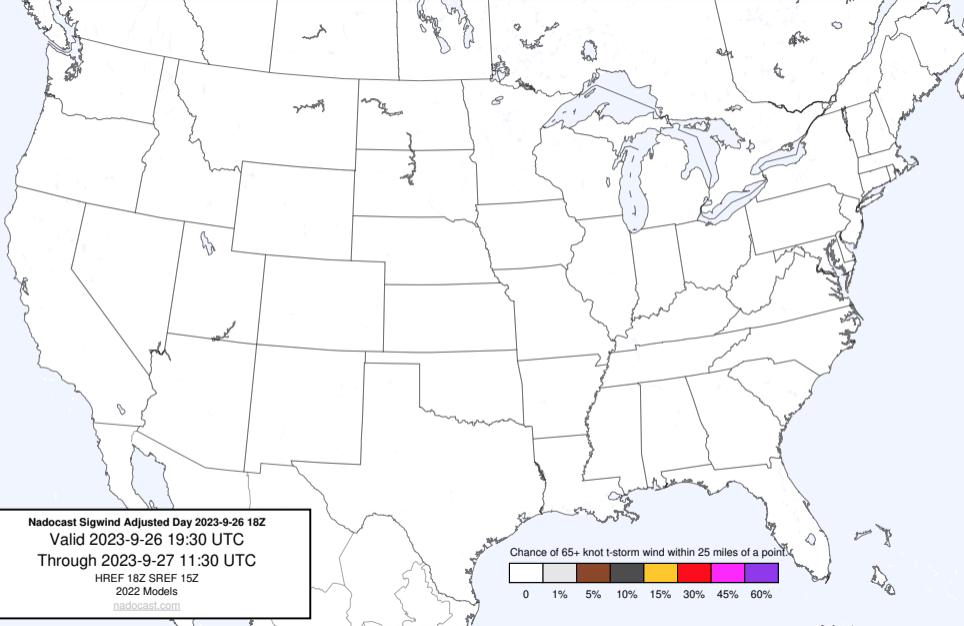 Nadocast Sigwind Adjusted Day 2023-9-26 18Z
Valid 2023-9-26 19:30 UTC
Through 2023-9-27 11:30 UTC
HREF 18Z SREF 15Z
2022 Models
nadocast.com
Chance of 65+ knot t-storm wind within 25 miles of a point.
0 1% 5% 10% 15% 30% 45% 60%